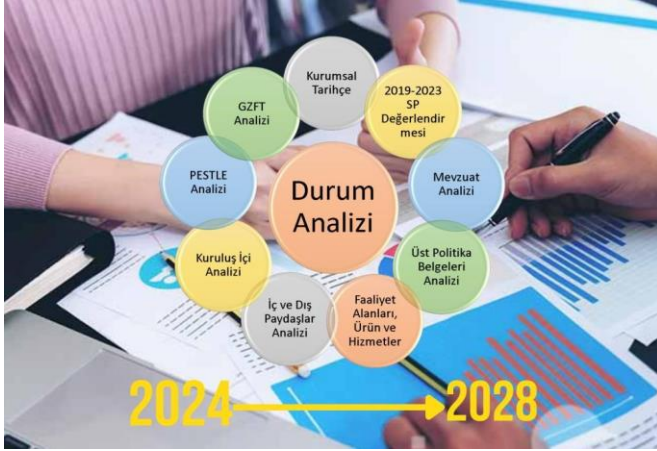 Kurumsal
Tarihçe
2019-2023
SP
Değerlendir
mesi
Mevzuat
Analizi
Üst Politika
Belgeleri
Analizi
Faaliyet
Alanları,
Ürün ve
Hizmetler
İç ve Dış
Paydaşlar
Analizi
Kuruluş İçi
Analizi
PESTLE
Analizi
GZFT
Analizi
Durum
Analizi
2024
2028